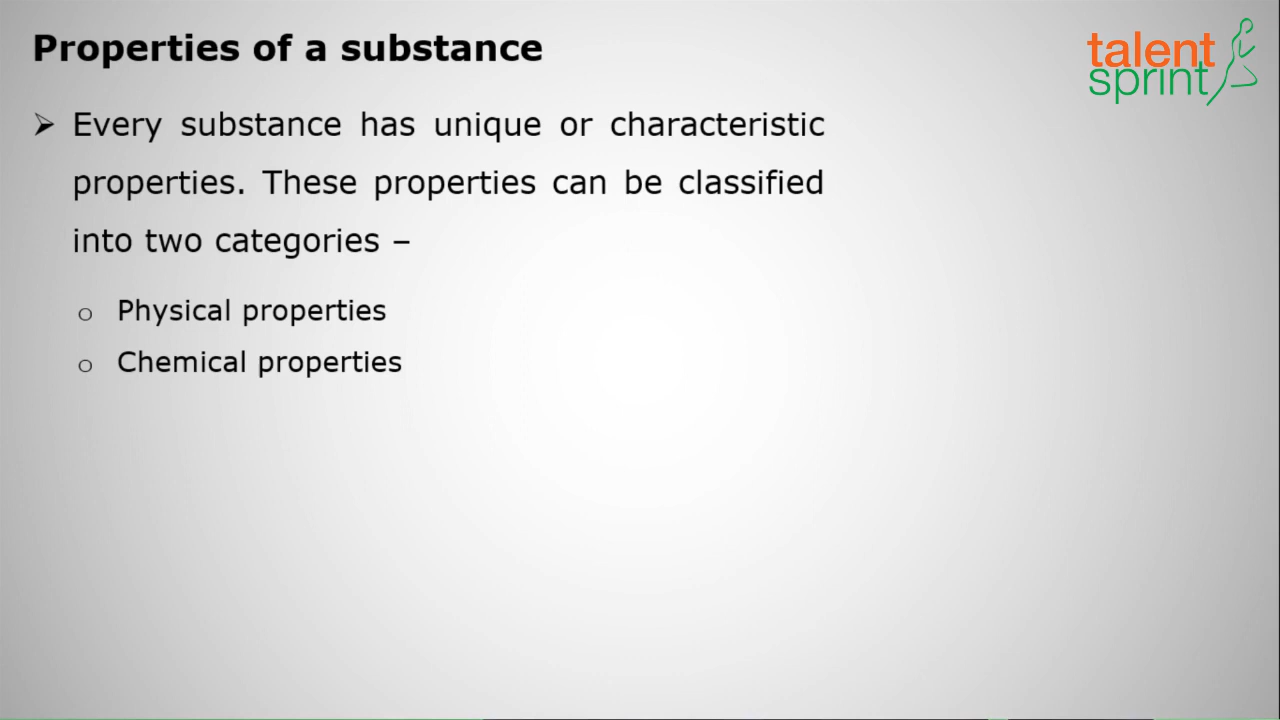 Properties of a substance
talent
sprint
➢ Every substance has unique or characteristic
properties. These properties can be classified
into two categories –
o Physical properties
o Chemical properties